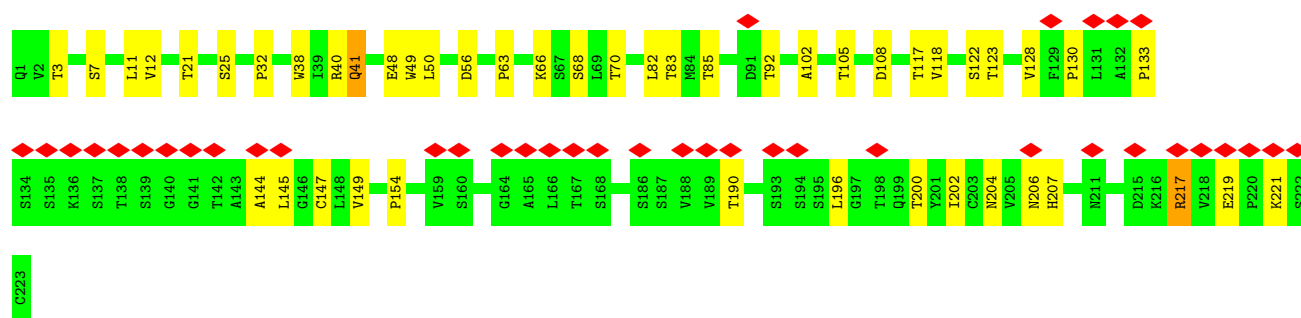 Q1 V2 T3 S7 L11 V12 T21 S25 P32 W38 I39 R40 Q41 E48 W49 L50 D56 P63 K66 S67 S68 L69 T70 L82 T83 M84 T85 D91 T92 A102 T105 D108 T117 V118 S122 T123 V128 F129 P130 L131 A132 P133
S134 S135 K136 S137 T138 S139 G140 G141 T142 A143 A144 L145 G146 C147 L148 V149 P154 V159 S160 G164 A165 L166 T167 S168 S186 S187 V188 V189 T190 S193 S194 S195 L196 G197 T198 Q199 T200 Y201 I202 C203 N204 V205 N206 H207 N211 D215 K216 R217 V218 E219 P220 K221 S222
C223